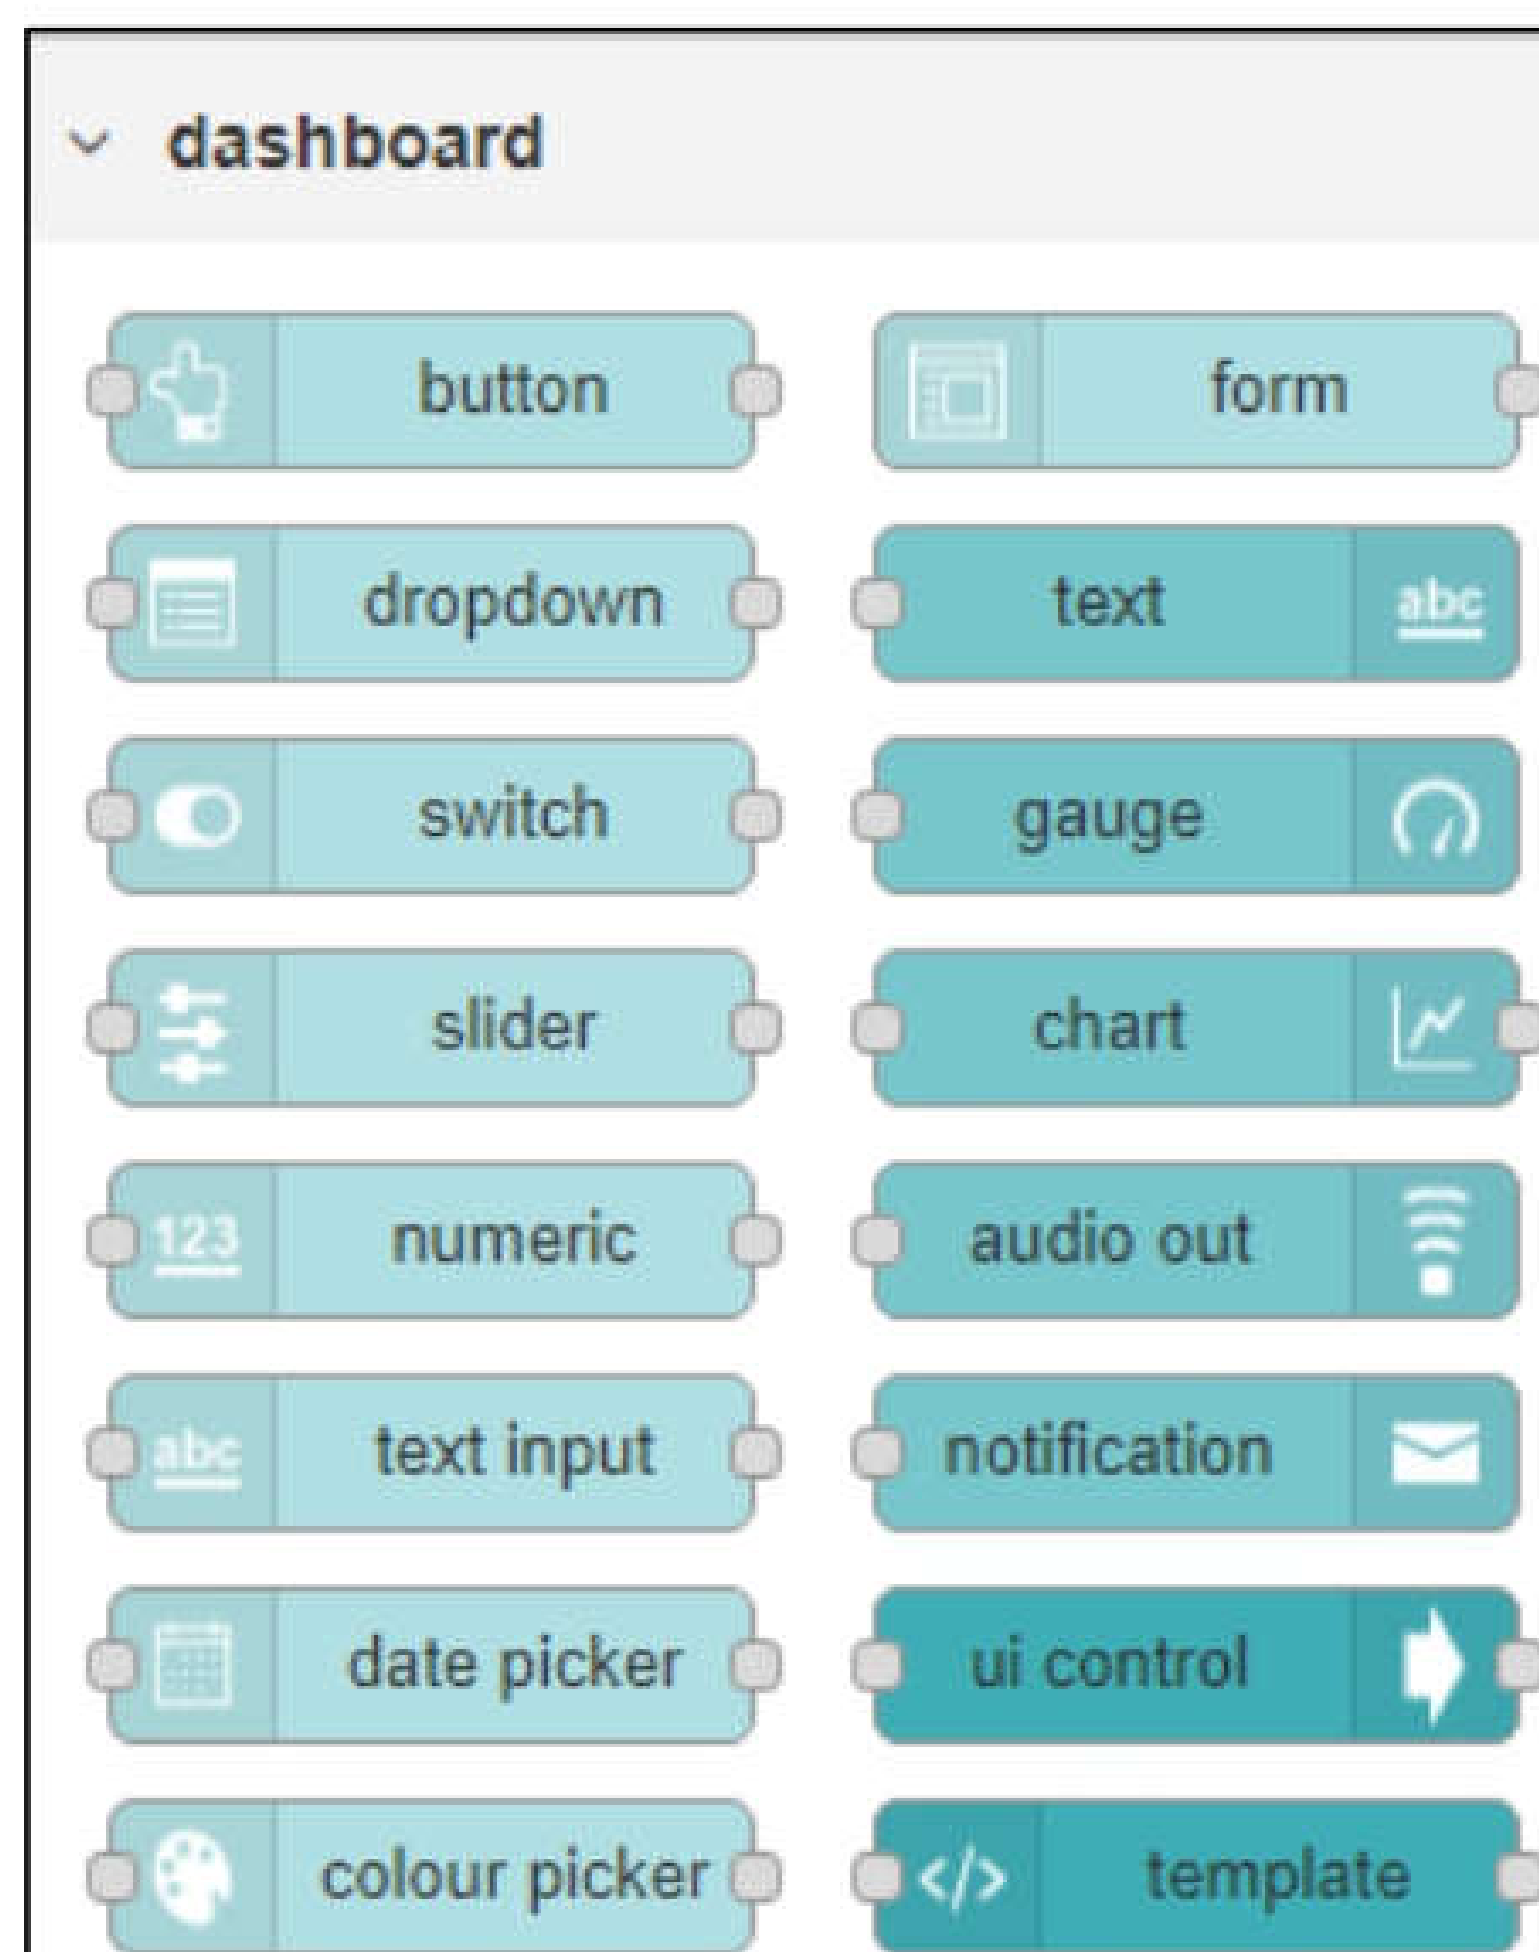 dashboard
button
form
dropdown
text
abc
switch
gauge
slider
chart
123
numeric
audio out
abc
text input
notification
date picker
ui control
colour picker
</>
template